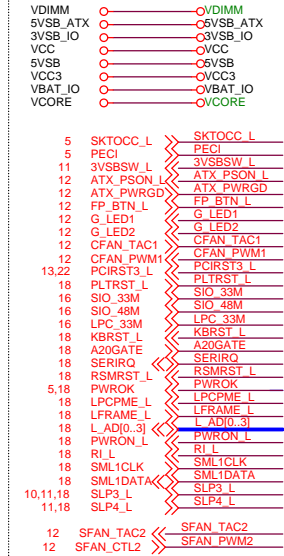 VDIMM VDIMM
5VSB_ATX 5VSB_ATX
3VSB_IO 3VSB_IO
VCC VCC
5VSB 5VSB
VCC3 VCC3
VBAT_IO VBAT_IO
VCORE VCORE
5 SKTOCC_L SKTOCC_L
5 PECI PECI
11 3VSBSW_L 3VSBSW_L
12 ATX_PSON_L ATX_PSON_L
12 ATX_PWRGD ATX_PWRGD
12 FP_BTN_L FP_BTN_L
12 G_LED1 G_LED1
12 G_LED2 G_LED2
12 CFAN_TAC1 CFAN_TAC1
12 CFAN_PWM1 CFAN_PWM1
13,22 PCIRST3_L PCIRST3_L
18 PLTRST_L PLTRST_L
16 SIO_33M SIO_33M
16 SIO_48M SIO_48M
16 LPC_33M LPC_33M
18 KBRST_L KBRST_L
18 A20GATE A20GATE
18 SERIRQ SERIRQ
18 RSMRST_L RSMRST_L
5,18 PWROK PWROK
18 LPCPME_L LPCPME_L
18 LFRAME_L LFRAME_L
18 L_AD[0..3] L_AD[0..3]
18 PWRON_L PWRON_L
18 RI_L RI_L
18 SML1CLK SML1CLK
18 SML1DATA SML1DATA
10,11,18 SLP3_L SLP3_L
11,18 SLP4_L SLP4_L
12 SFAN_TAC2 SFAN_TAC2
12 SFAN_CTL2 SFAN_PWM2